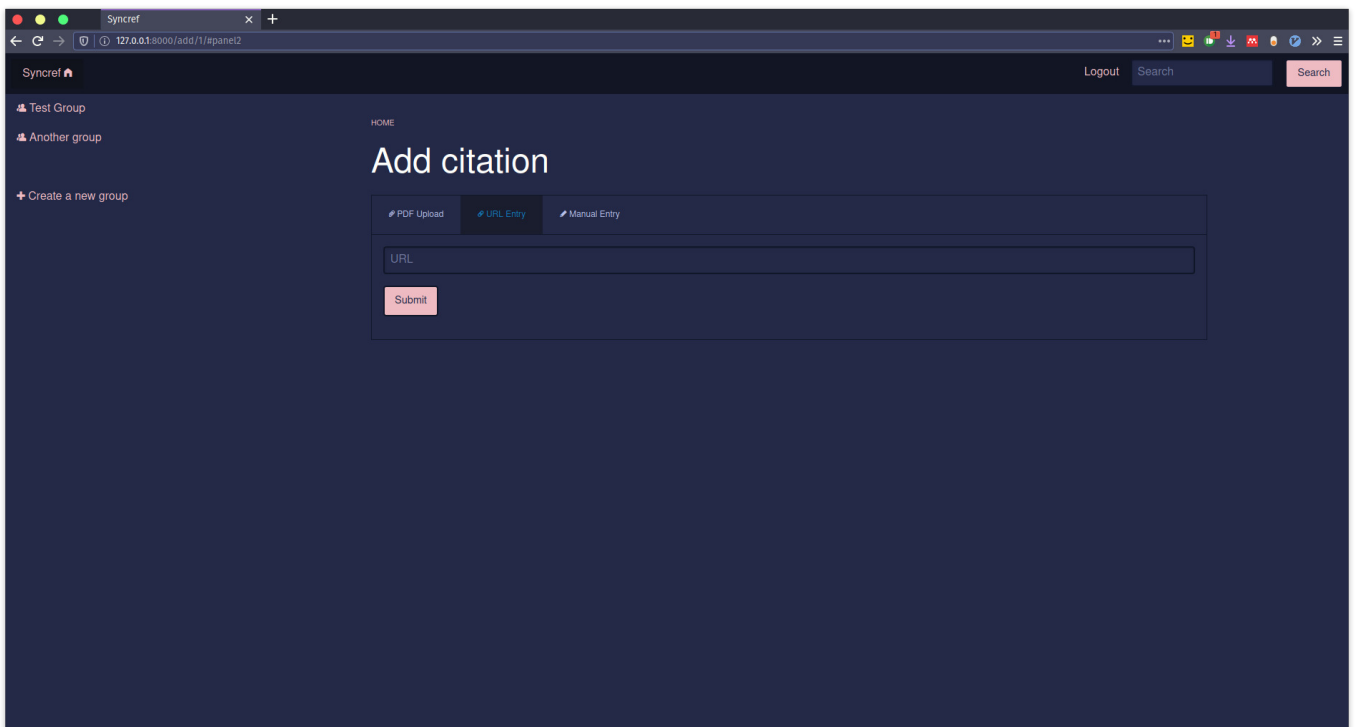 Syncref
127.0.0.1:8000/add/1/#panel2
1
Syncref
Logout
Search
Search
Test Group
Another group
Create a new group
HOME
Add citation
PDF Upload
URL Entry
Manual Entry
URL
Submit